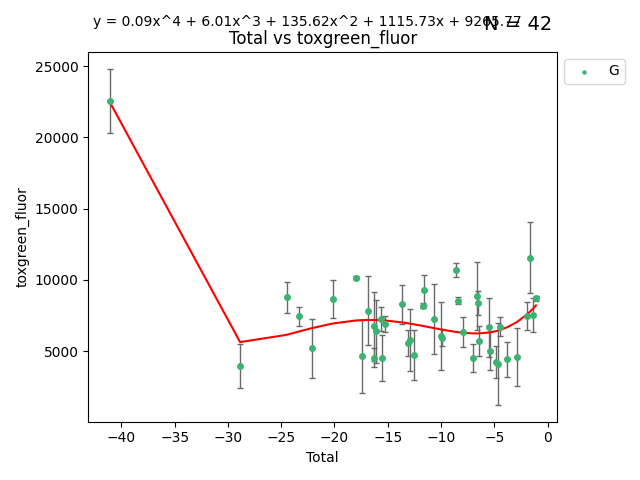 y = 0.09x^4 + 6.01x^3 + 135.62x^2 + 1115.73x + 9265.77
N = 42
Total vs toxgreen_fluor
G
25000
20000
15000
10000
5000
toxgreen_fluor
−40 −35 −30 −25 −20 −15 −10 −5 0
Total